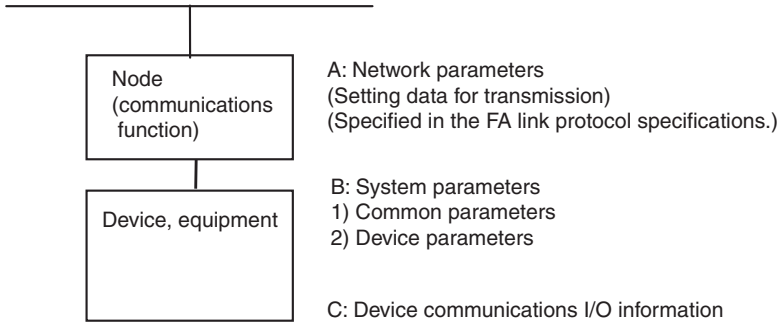 Node
(communications
function)
A: Network parameters
(Setting data for transmission)
(Specified in the FA link protocol specifications.)
Device, equipment
B: System parameters
1) Common parameters
2) Device parameters
C: Device communications I/O information